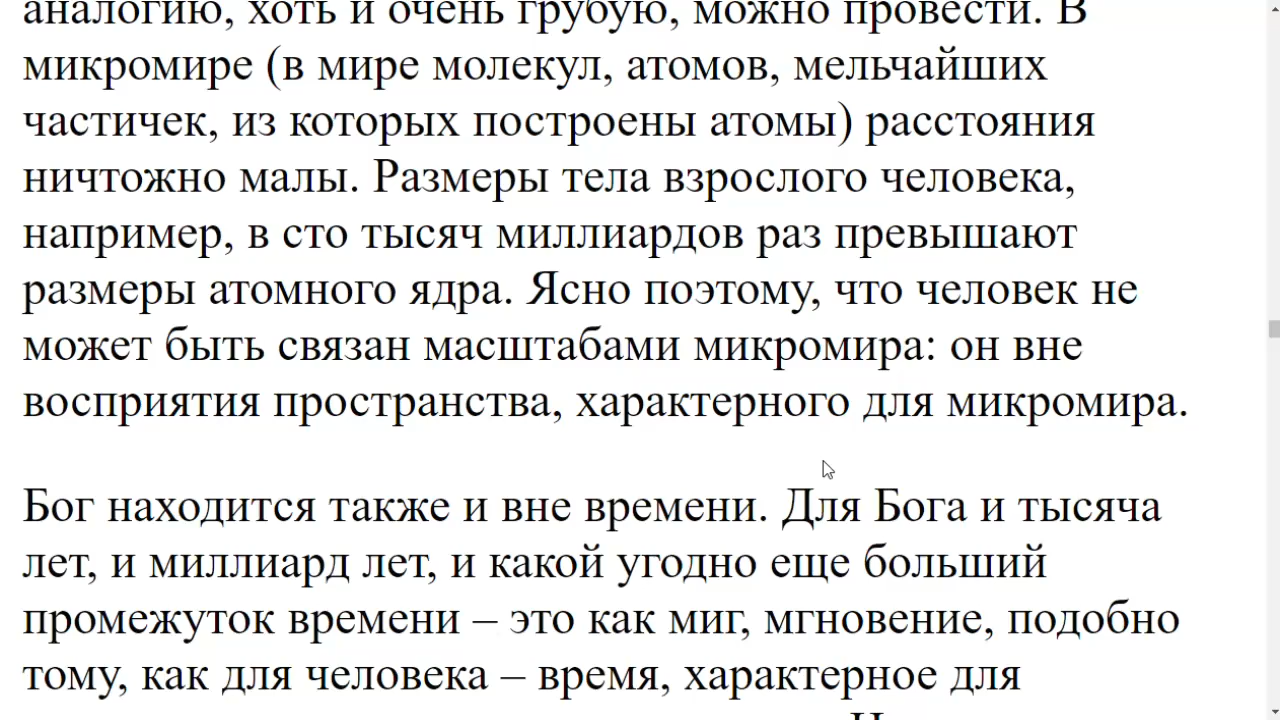 аналогию, хоть и очень грубую, можно провести. В
микромире (в мире молекул, атомов, мельчайших
частичек, из которых построены атомы) расстояния
ничтожно малы. Размеры тела взрослого человека,
например, в сто тысяч миллиардов раз превышают
размеры атомного ядра. Ясно поэтому, что человек не
может быть связан масштабами микромира: он вне
восприятия пространства, характерного для микромира.
Бог находится также и вне времени. Для Бога и тысяча
лет, и миллиард лет, и какой угодно еще больший
промежуток времени – это как миг, мгновение, подобно
тому, как для человека – время, характерное для